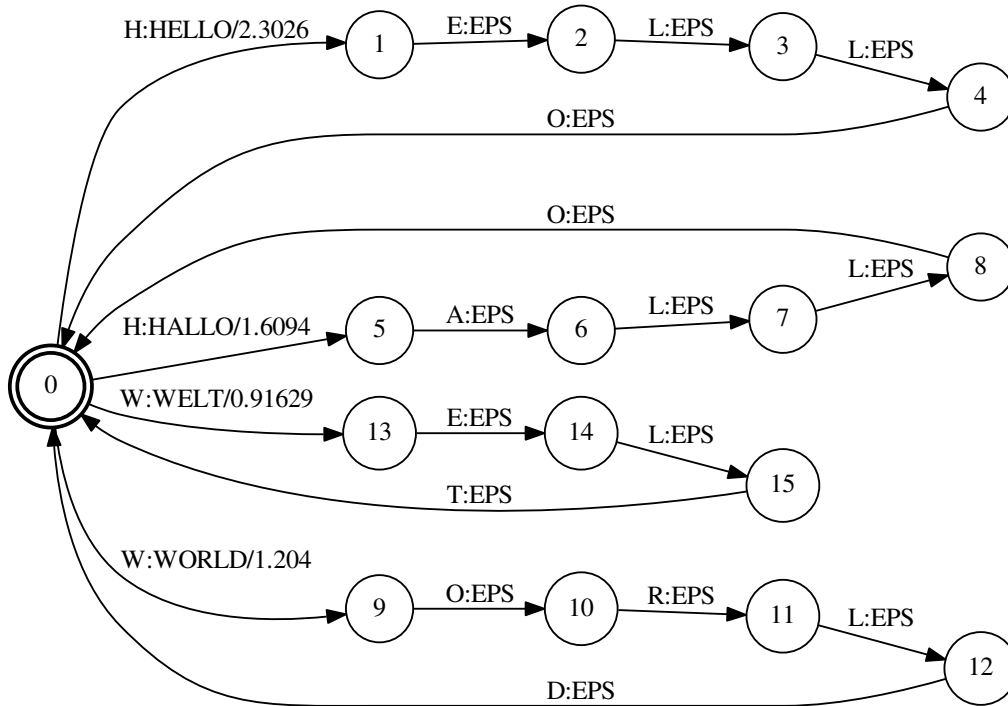 H:HELLO/2.3026
1
E:EPS
2
L:EPS
3
L:EPS
4
O:EPS
O:EPS
8
L:EPS
H:HALLO/1.6094
5
A:EPS
6
L:EPS
7
0
W:WELT/0.91629
13
E:EPS
14
L:EPS
15
T:EPS
W:WORLD/1.204
9
O:EPS
10
R:EPS
11
L:EPS
12
D:EPS